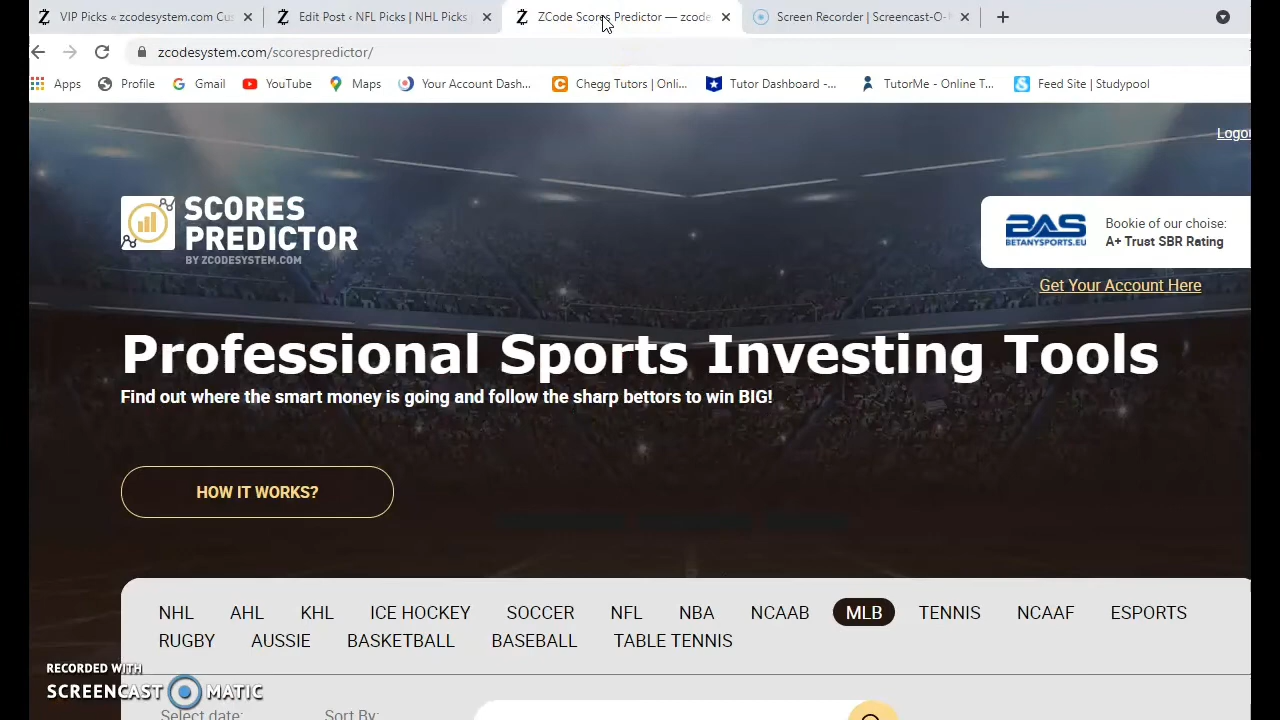 VIP Picks « zcodesystem.com Cus
Edit Post ‹ NFL Picks | NHL Picks
ZCode Scores Predictor — zcode
Screen Recorder | Screencast-O-
zcodesystem.com/scorespredictor/
Apps
Profile
Gmail
YouTube
Maps
Your Account Dash...
Chegg Tutors | Onli...
Tutor Dashboard -...
TutorMe - Online T...
Feed Site | Studypool
Logou
SCORES
PREDICTOR
BY ZCODESYSTEM.COM
BAS
BETANYSPORTS.EU
Bookie of our choise:
A+ Trust SBR Rating
Get Your Account Here
Professional Sports Investing Tools
Find out where the smart money is going and follow the sharp bettors to win BIG!
HOW IT WORKS?
NHL AHL KHL ICE HOCKEY SOCCER NFL NBA NCAAB MLB TENNIS NCAAF ESPORTS
RUGBY AUSSIE BASKETBALL BASEBALL TABLE TENNIS
Select date: Sort By:
RECORDED WITH
SCREENCAST MATIC